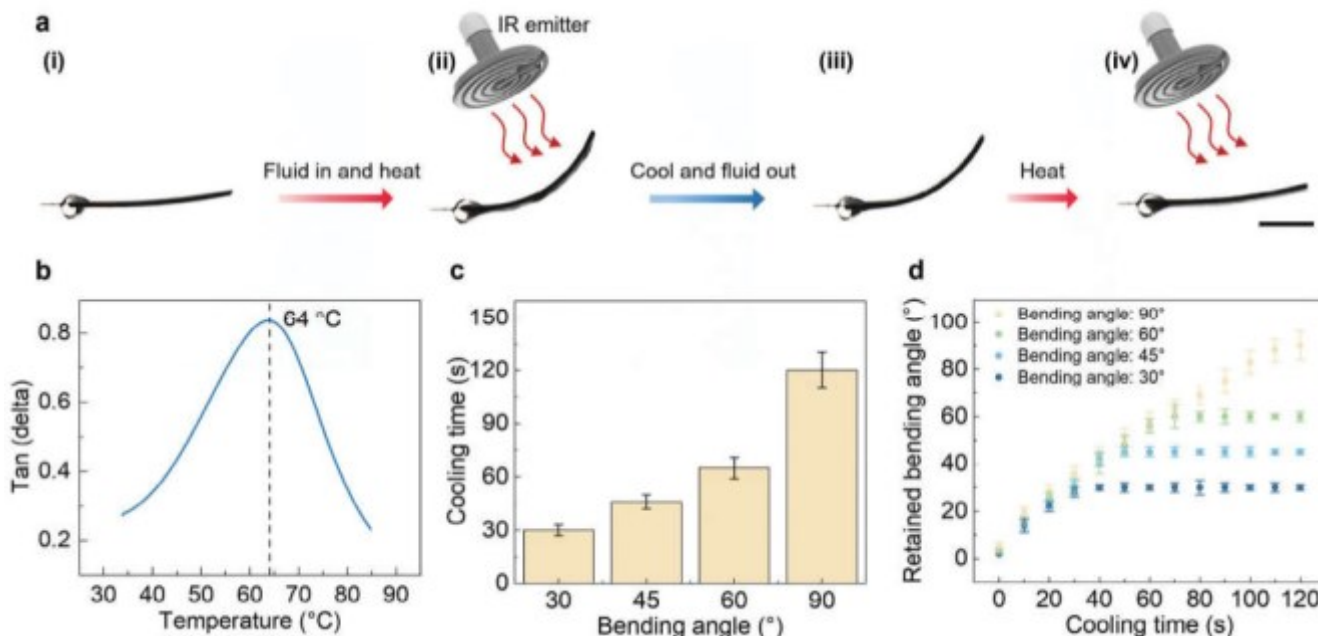 a
IR emitter
(i)
(ii)
(iii)
(iv)
Fluid in and heat
Cool and fluid out
Heat
b
64 °C
0.8
0.6
0.4
0.2
Tan (delta)
30 40 50 60 70 80 90
Temperature (°C)
c
150
120
90
60
30
0
Cooling time (s)
30 45 60 90
Bending angle (°)
d
Bending angle: 90°
Bending angle: 60°
Bending angle: 45°
Bending angle: 30°
100
80
60
40
20
0
Retained bending angle (°)
0 20 40 60 80 100 120
Cooling time (s)